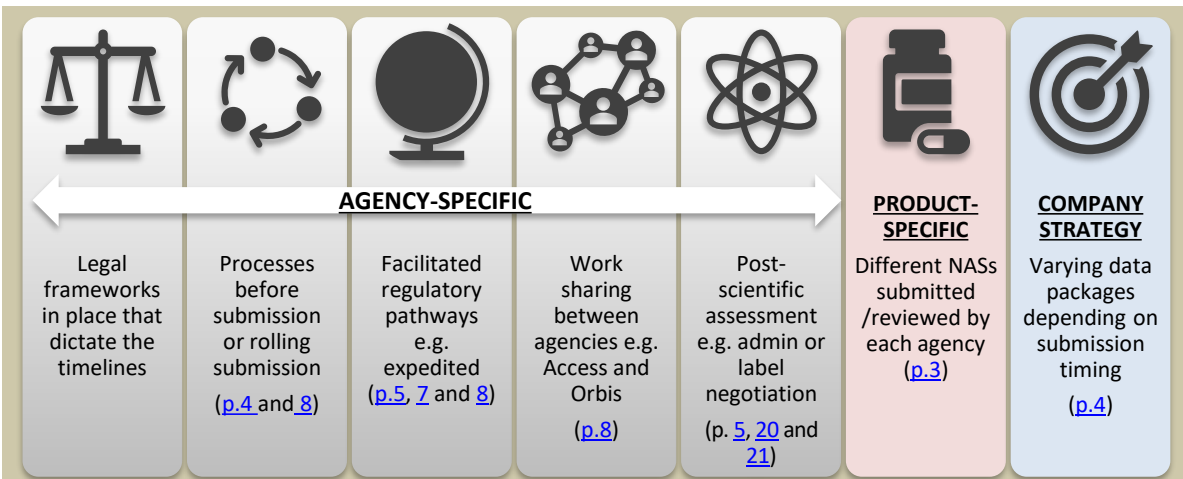 AGENCY-SPECIFIC
Legal
frameworks
in place that
dictate the
timelines
Processes
before
submission
or rolling
submission
(p.4 and 8)
Facilitated
regulatory
pathways
e.g.
expedited
(p.5, 7 and 8)
Work
sharing
between
agencies e.g.
Access and
Orbis
(p.8)
Post-
scientific
assessment
e.g. admin or
label
negotiation
(p. 5, 20 and
21)
PRODUCT-
SPECIFIC
Different NASs
submitted
/reviewed by
each agency
(p.3)
COMPANY
STRATEGY
Varying data
packages
depending on
submission
timing
(p.4)